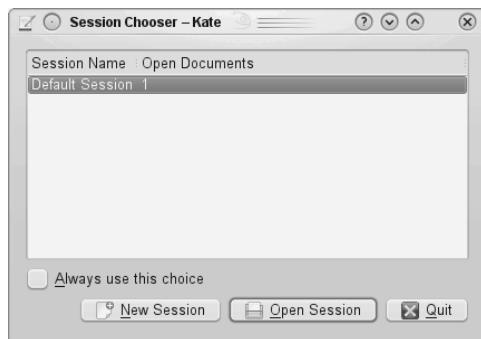 Session Chooser – Kate
Session Name Open Documents
Default Session 1
Always use this choice
New Session Open Session Quit